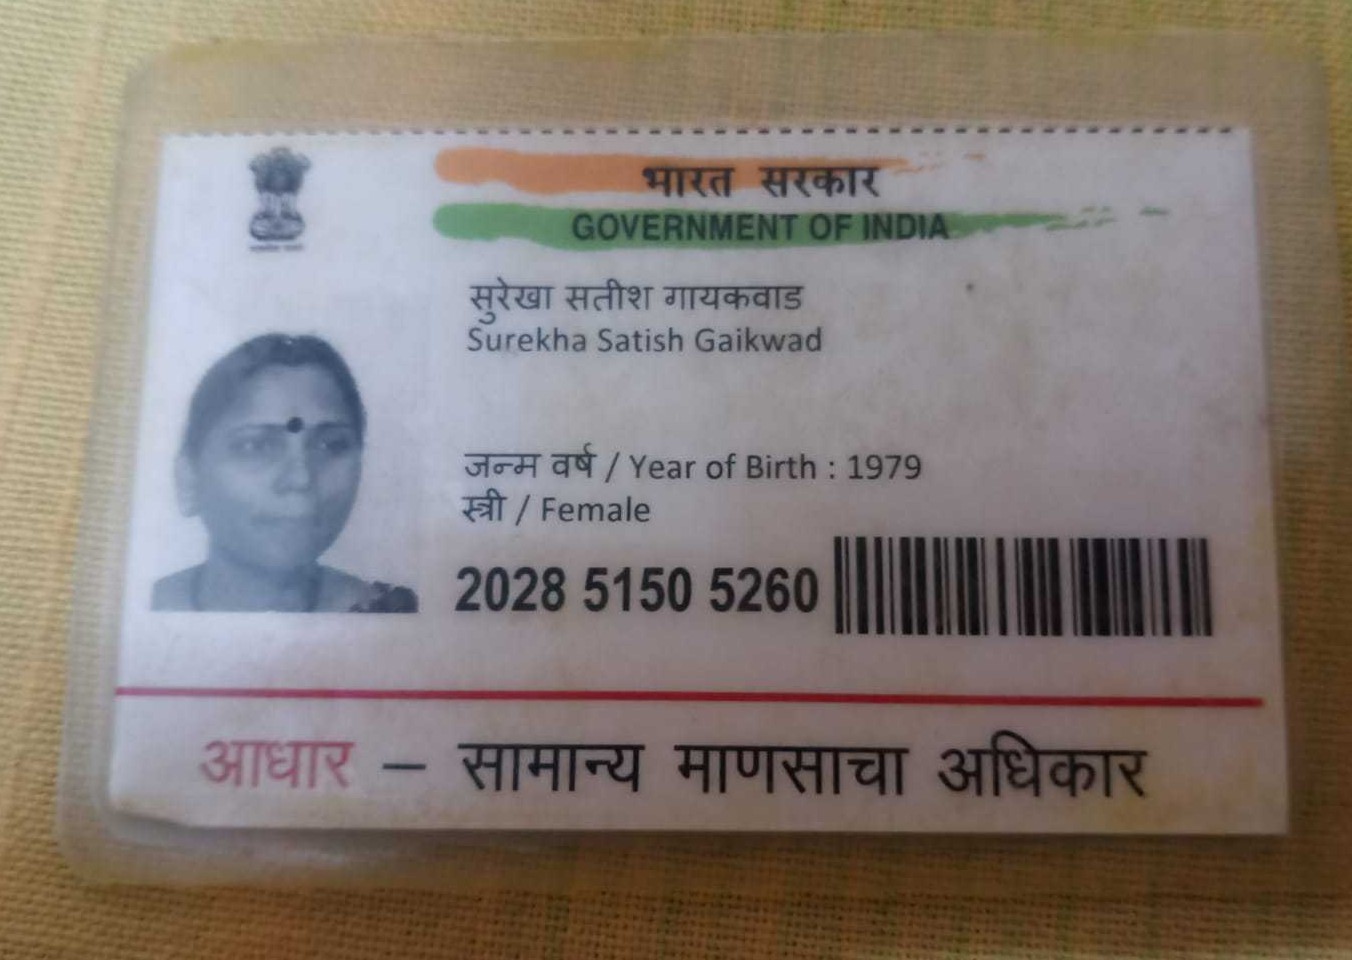 भारत सरकार
GOVERNMENT OF INDIA
सुरेखा सतीश गायकवाड
Surekha Satish Gaikwad
जन्म वर्ष / Year of Birth : 1979
स्त्री / Female
2028 5150 5260
आधार – सामान्य माणसाचा अधिकार